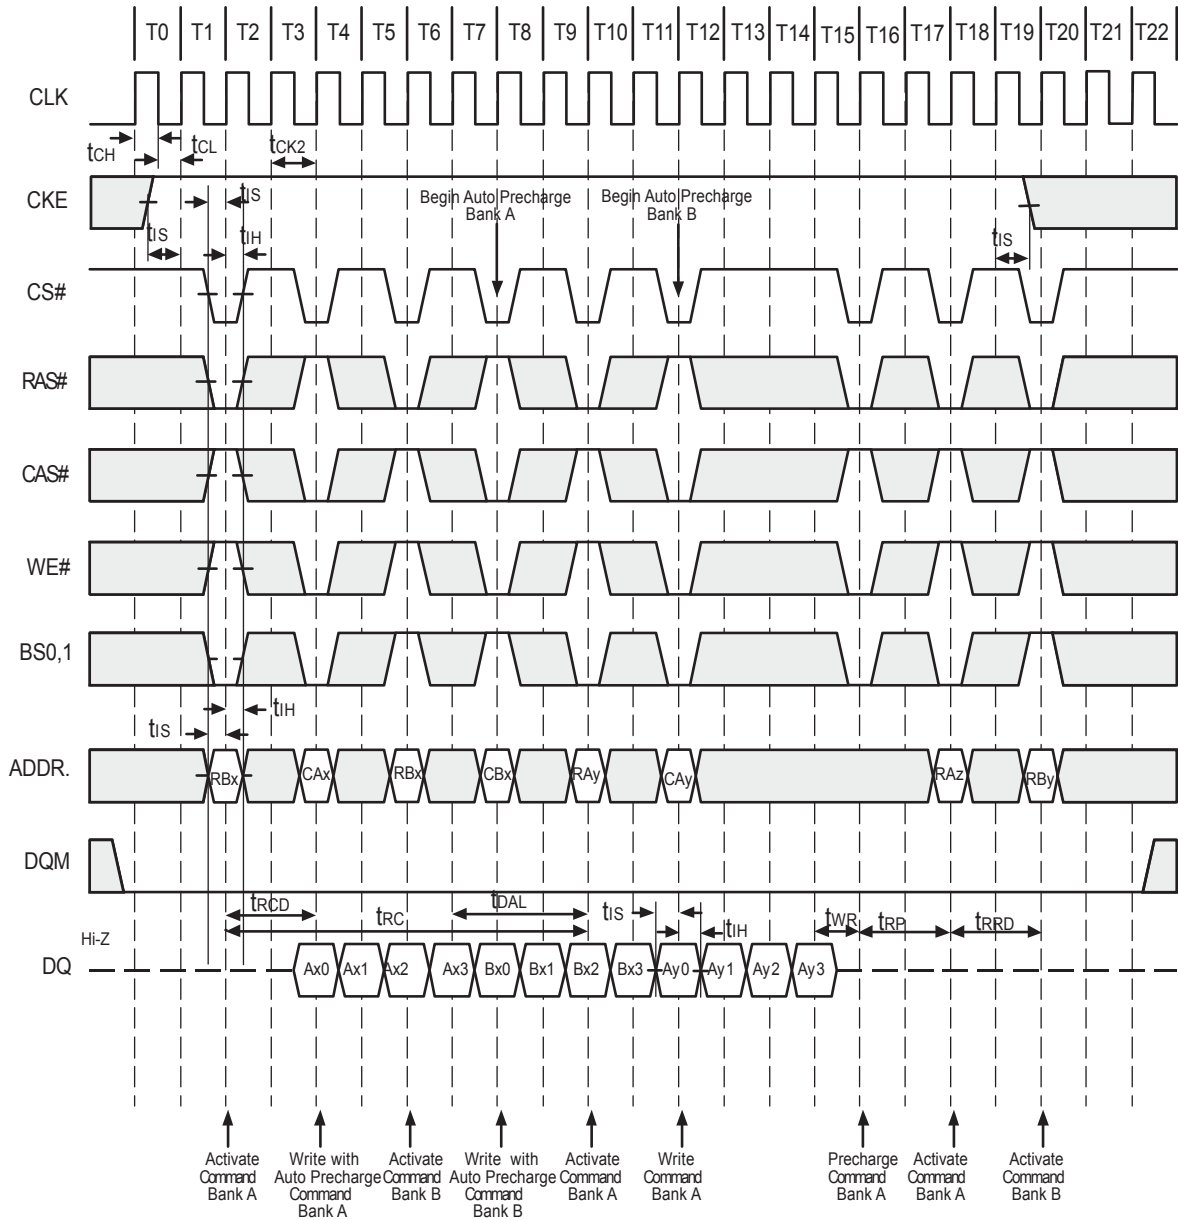 T0 T1 T2 T3 T4 T5 T6 T7 T8 T9 T10 T11 T12 T13 T14 T15 T16 T17 T18 T19 T20 T21 T22
CLK
tCH tCL tCK2
CKE
tIS
Begin Auto Precharge
Bank A
Begin Auto Precharge
Bank B
tIS tIH tIS
CS#
RAS#
CAS#
WE#
BS0,1
tIS tIH
ADDR.
RBx CAx RBx CBx RAy CAy RAz RBy
DQM
tRCD tRC tDAL tIS tIH tWR tRP tRRD
Hi-Z
DQ
Ax0 Ax1 Ax2 Ax3 Bx0 Bx1 Bx2 Bx3 Ay0 Ay1 Ay2 Ay3
Activate
Command
Bank A
Write with
Auto Precharge
Command
Bank A
Activate
Command
Bank B
Write with
Auto Precharge
Command
Bank B
Activate
Command
Bank A
Write
Command
Bank A
Precharge
Command
Bank A
Activate
Command
Bank A
Activate
Command
Bank B